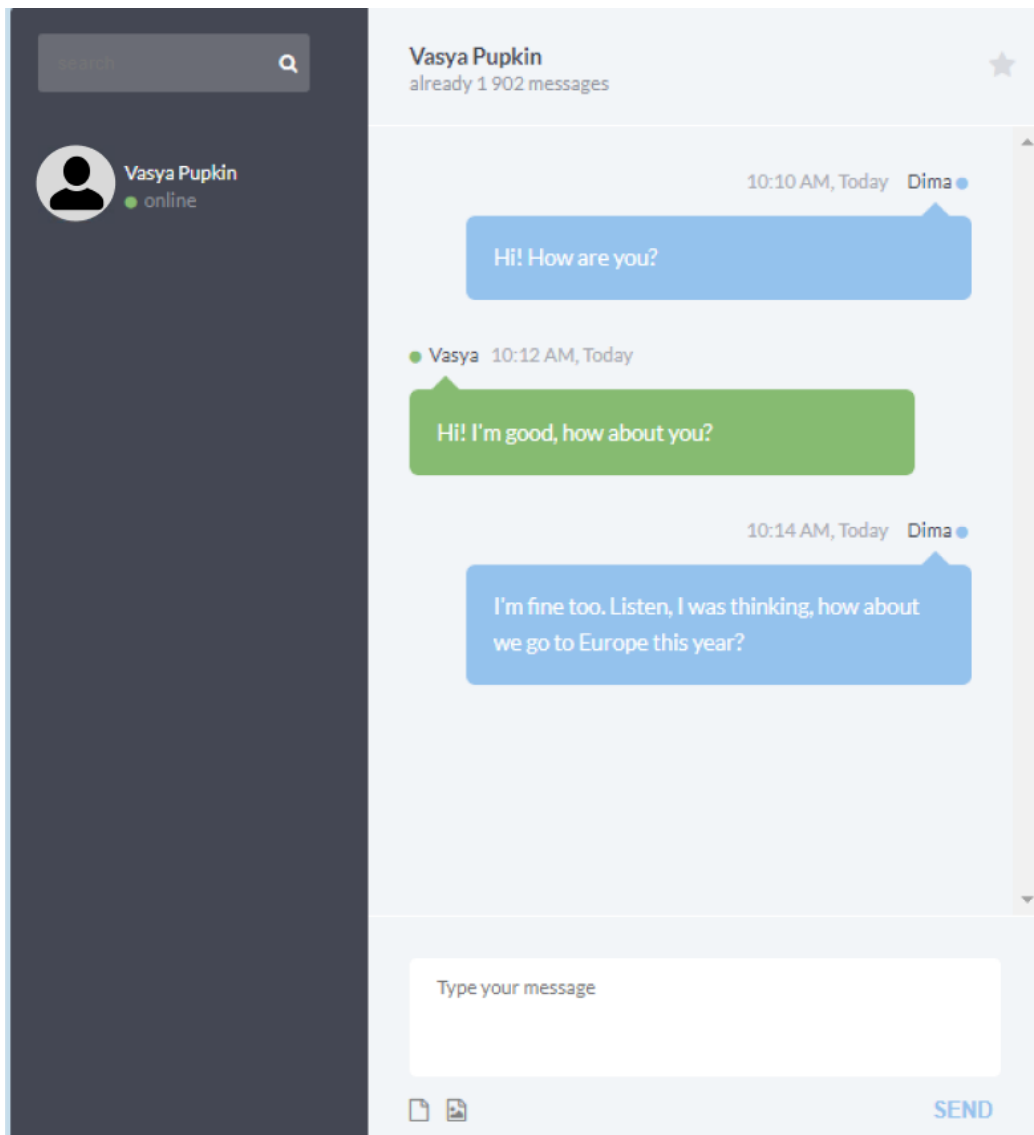 search
Vasya Pupkin
online
Vasya Pupkin
already 1 902 messages
10:10 AM, Today Dima
Hi! How are you?
Vasya 10:12 AM, Today
Hi! I'm good, how about you?
10:14 AM, Today Dima
I'm fine too. Listen, I was thinking, how about
we go to Europe this year?
Type your message
SEND